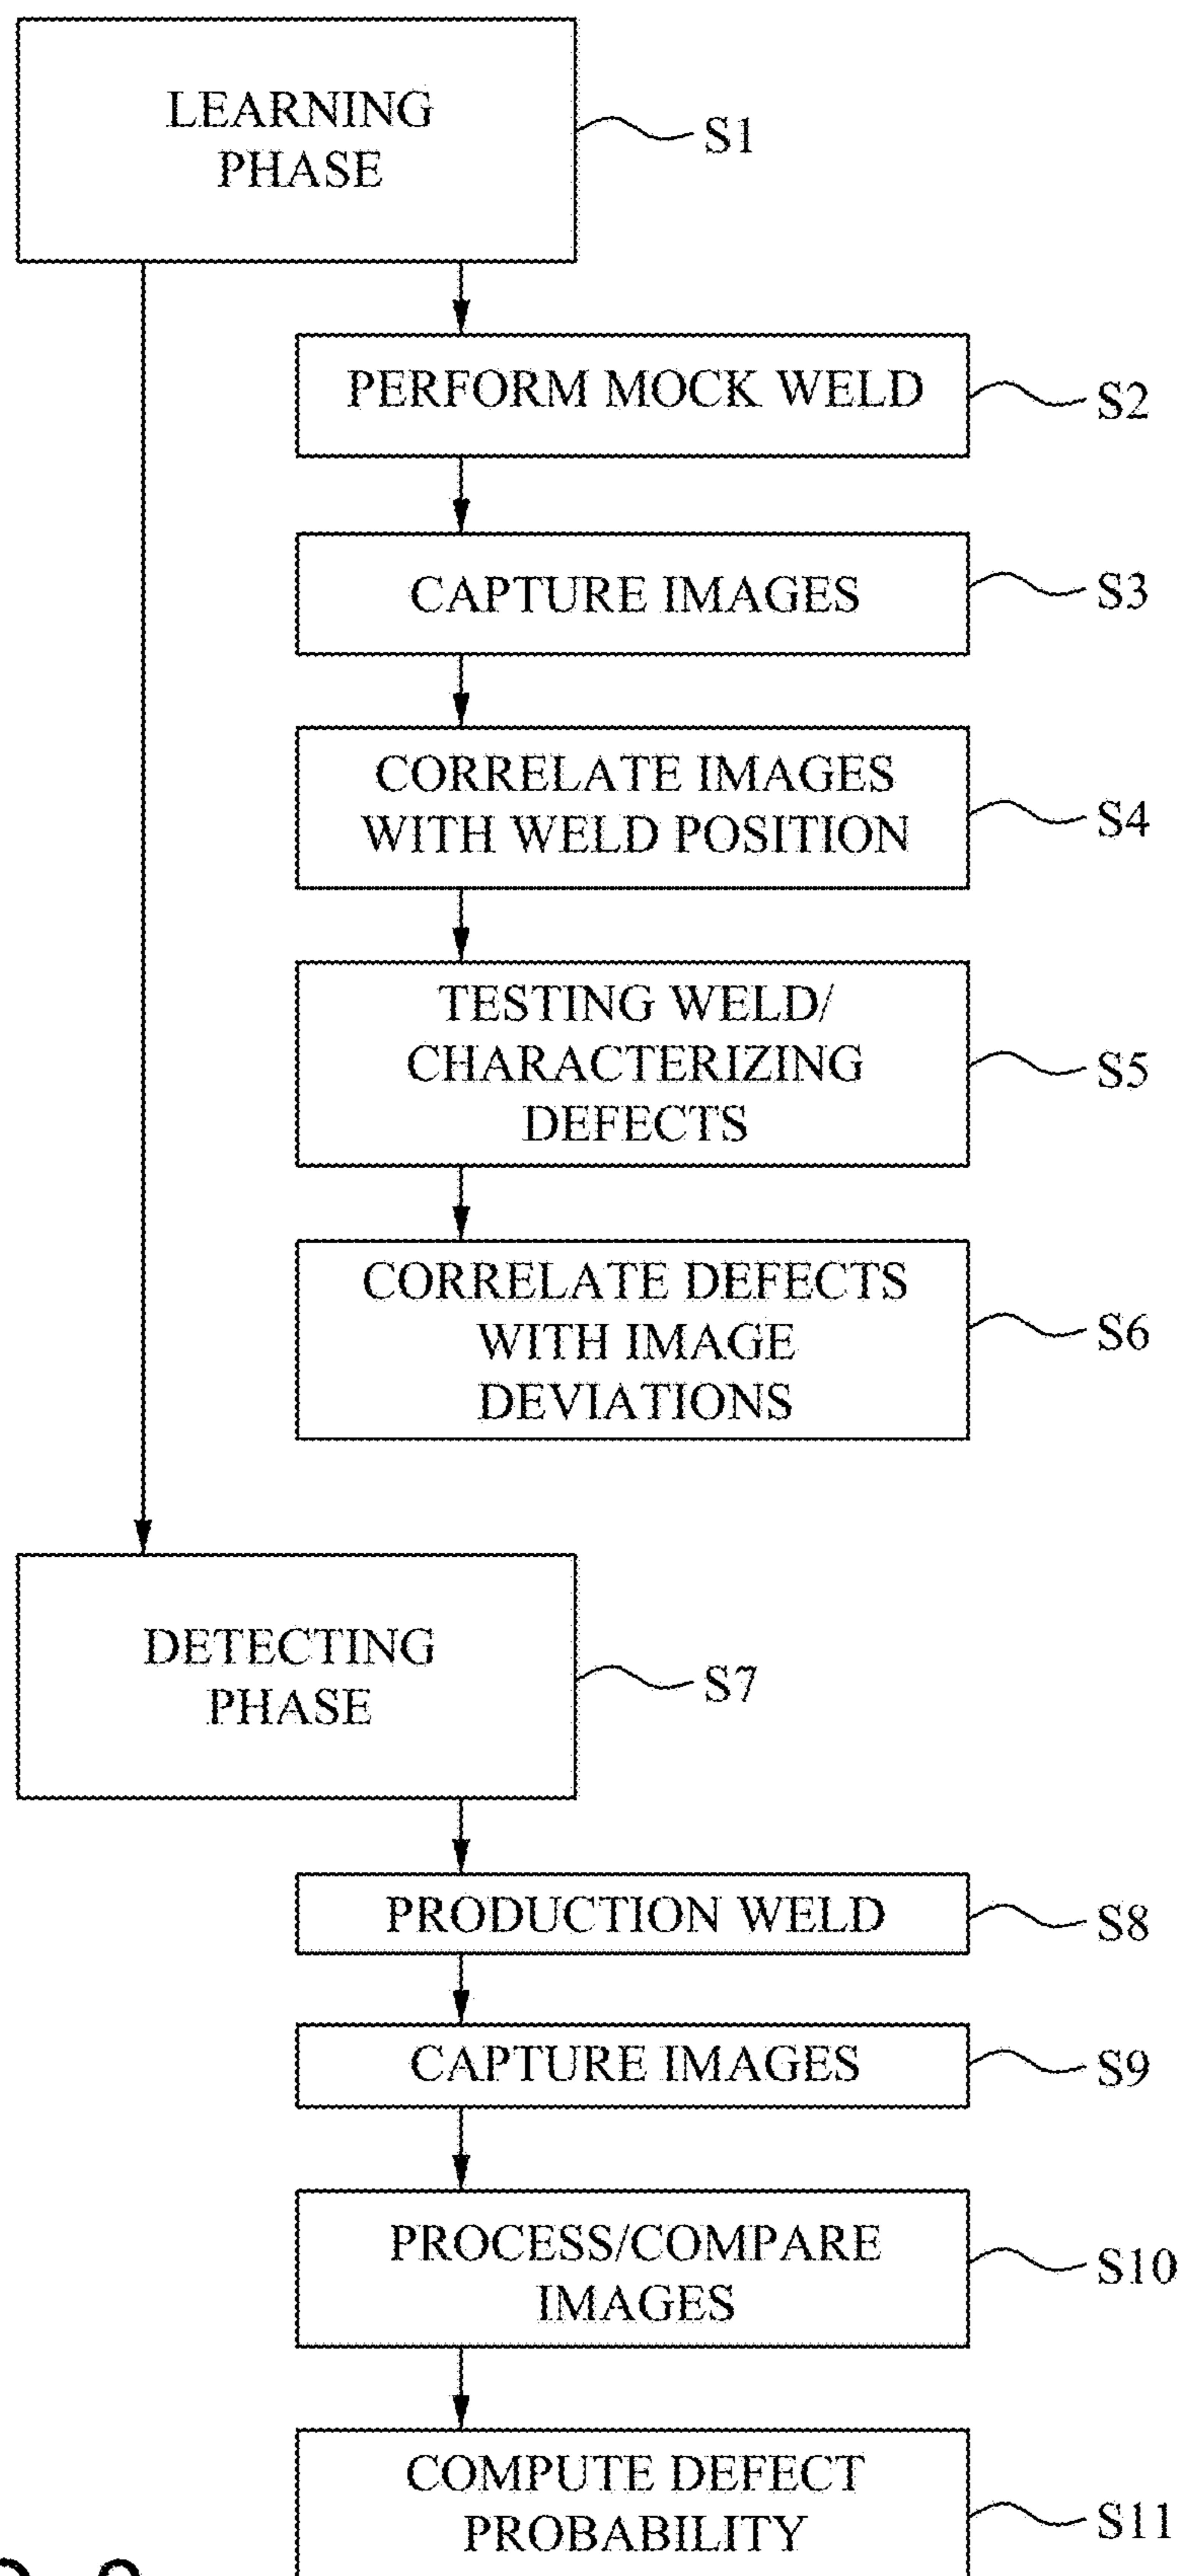 LEARNING
PHASE
S1
PERFORM MOCK WELD
S2
CAPTURE IMAGES
S3
CORRELATE IMAGES
WITH WELD POSITION
S4
TESTING WELD/
CHARACTERIZING
DEFECTS
S5
CORRELATE DEFECTS
WITH IMAGE
DEVIATIONS
S6
DETECTING
PHASE
S7
PRODUCTION WELD
S8
CAPTURE IMAGES
S9
PROCESS/COMPARE
IMAGES
S10
COMPUTE DEFECT
PROBABILITY
S11